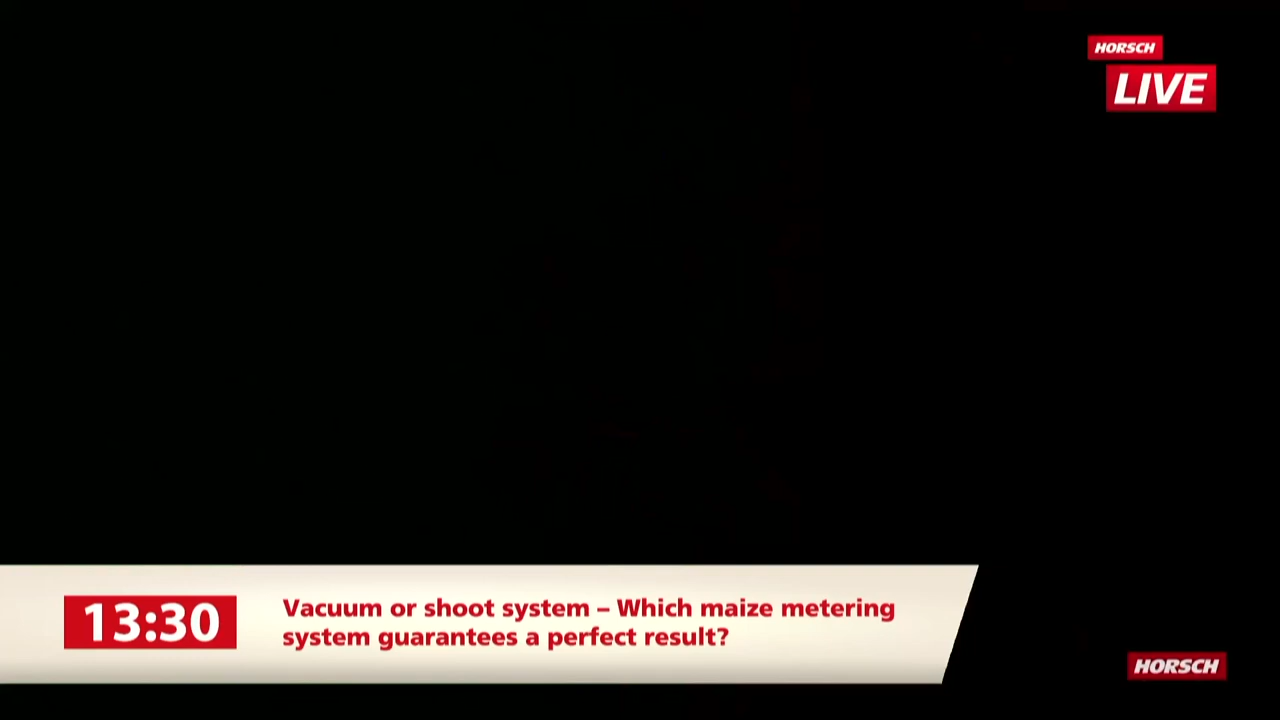 HORSCH
LIVE
13:30
Vacuum or shoot system – Which maize metering
system guarantees a perfect result?
HORSCH